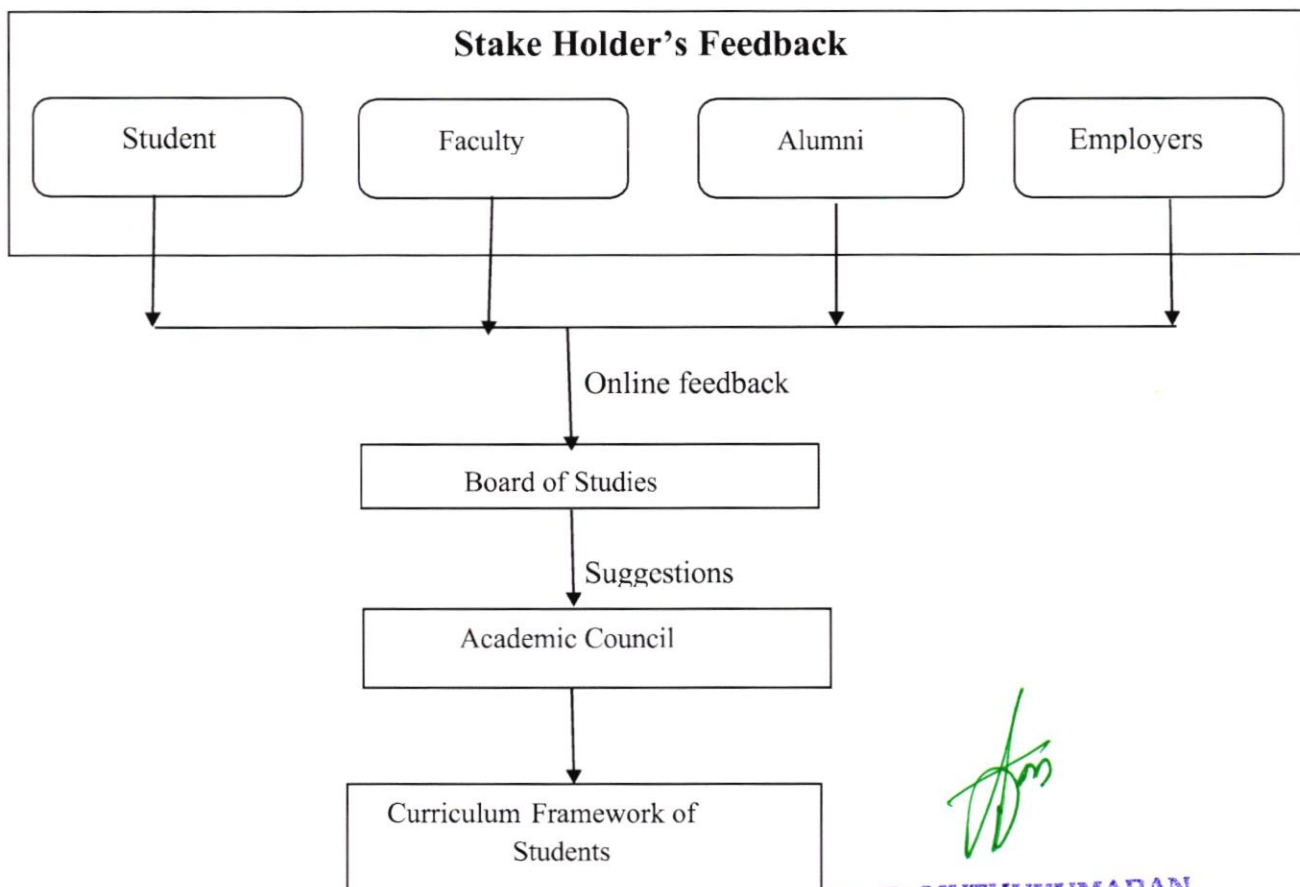 Stake Holder's Feedback
Student
Faculty
Alumni
Employers
Online feedback
Board of Studies
Suggestions
Academic Council
Curriculum Framework of
Students